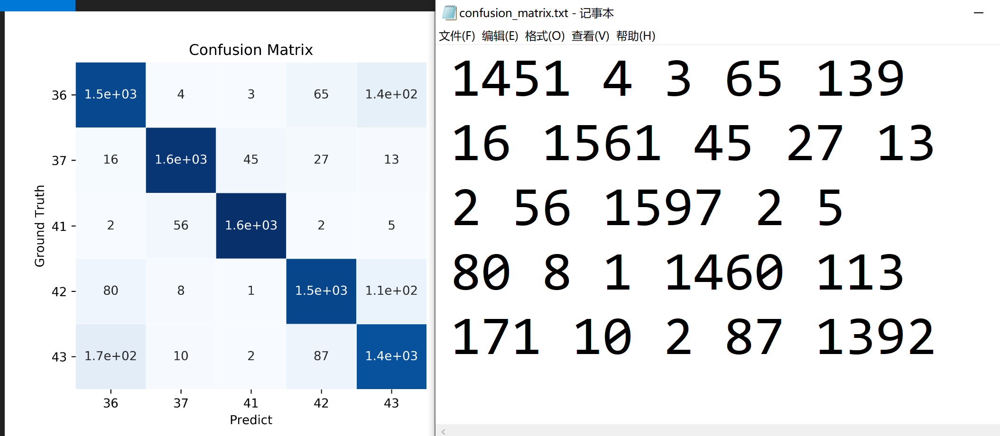 Confusion Matrix
36 1.5e+03 4 3 65 1.4e+02
37 16 1.6e+03 45 27 13
41 2 56 1.6e+03 2 5
42 80 8 1 1.5e+03 1.1e+02
43 1.7e+02 10 2 87 1.4e+03
36 37 41 42 43
Predict
Ground Truth
confusion_matrix.txt - 记事本
文件(F) 编辑(E) 格式(O) 查看(V) 帮助(H)
1451 4 3 65 139
16 1561 45 27 13
2 56 1597 2 5
80 8 1 1460 113
171 10 2 87 1392